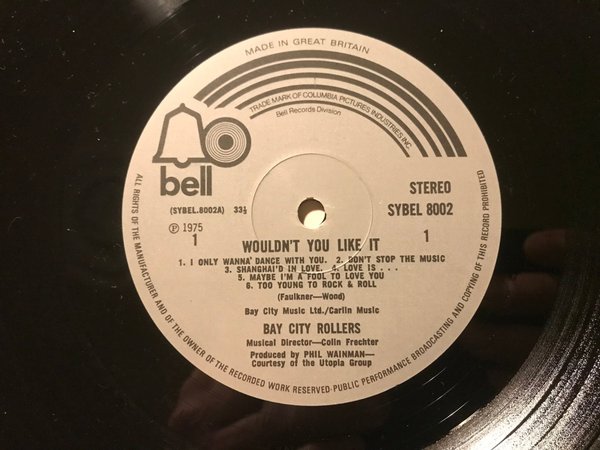 MADE IN GREAT BRITAIN
TRADE MARK OF COLUMBIA PICTURES INDUSTRIES INC.
Bell Records Division
bell
STEREO
(SYBEL.8002A) 33⅓
SYBEL 8002
Ⓟ 1975
1
1
WOULDN'T YOU LIKE IT
1. I ONLY WANNA' DANCE WITH YOU. 2. DON'T STOP THE MUSIC
3. SHANGHAI'D IN LOVE. 4. LOVE IS . . .
5. MAYBE I'M A FOOL TO LOVE YOU
6. TOO YOUNG TO ROCK & ROLL
(Faulkner—Wood)
Bay City Music Ltd./Carlin Music
BAY CITY ROLLERS
Musical Director—Colin Frechter
Produced by PHIL WAINMAN—
Courtesy of the Utopia Group
ALL RIGHTS OF THE MANUFACTURER AND OF THE OWNER OF THE RECORDED WORK RESERVED·PUBLIC PERFORMANCE BROADCASTING AND COPYING OF THIS RECORD PROHIBITED